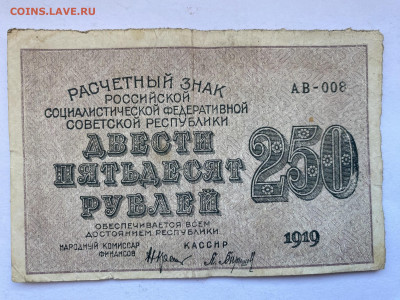 COINS.LAVE.RU
РАСЧЕТНЫЙ ЗНАК
РОССИЙСКОЙ
СОЦИАЛИСТИЧЕСКОЙ ФЕДЕРАТИВНОЙ
СОВЕТСКОЙ РЕСПУБЛИКИ
АВ-008
ДВЕСТИ
ПЯТЬДЕСЯТ
РУБЛЕЙ
250
ОБЕСПЕЧИВАЕТСЯ ВСЕМ
ДОСТОЯНИЕМ РЕСПУБЛИКИ.
НАРОДНЫЙ КОМИССАР
ФИНАНСОВ
КАССИР
1919